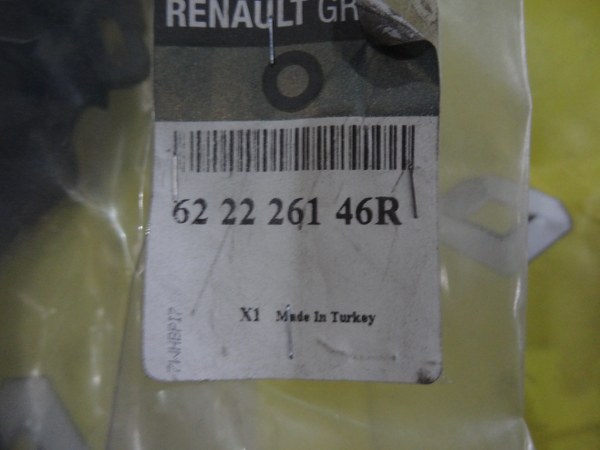 RENAULT GR
62 22 261 46R
X1 Made In Turkey